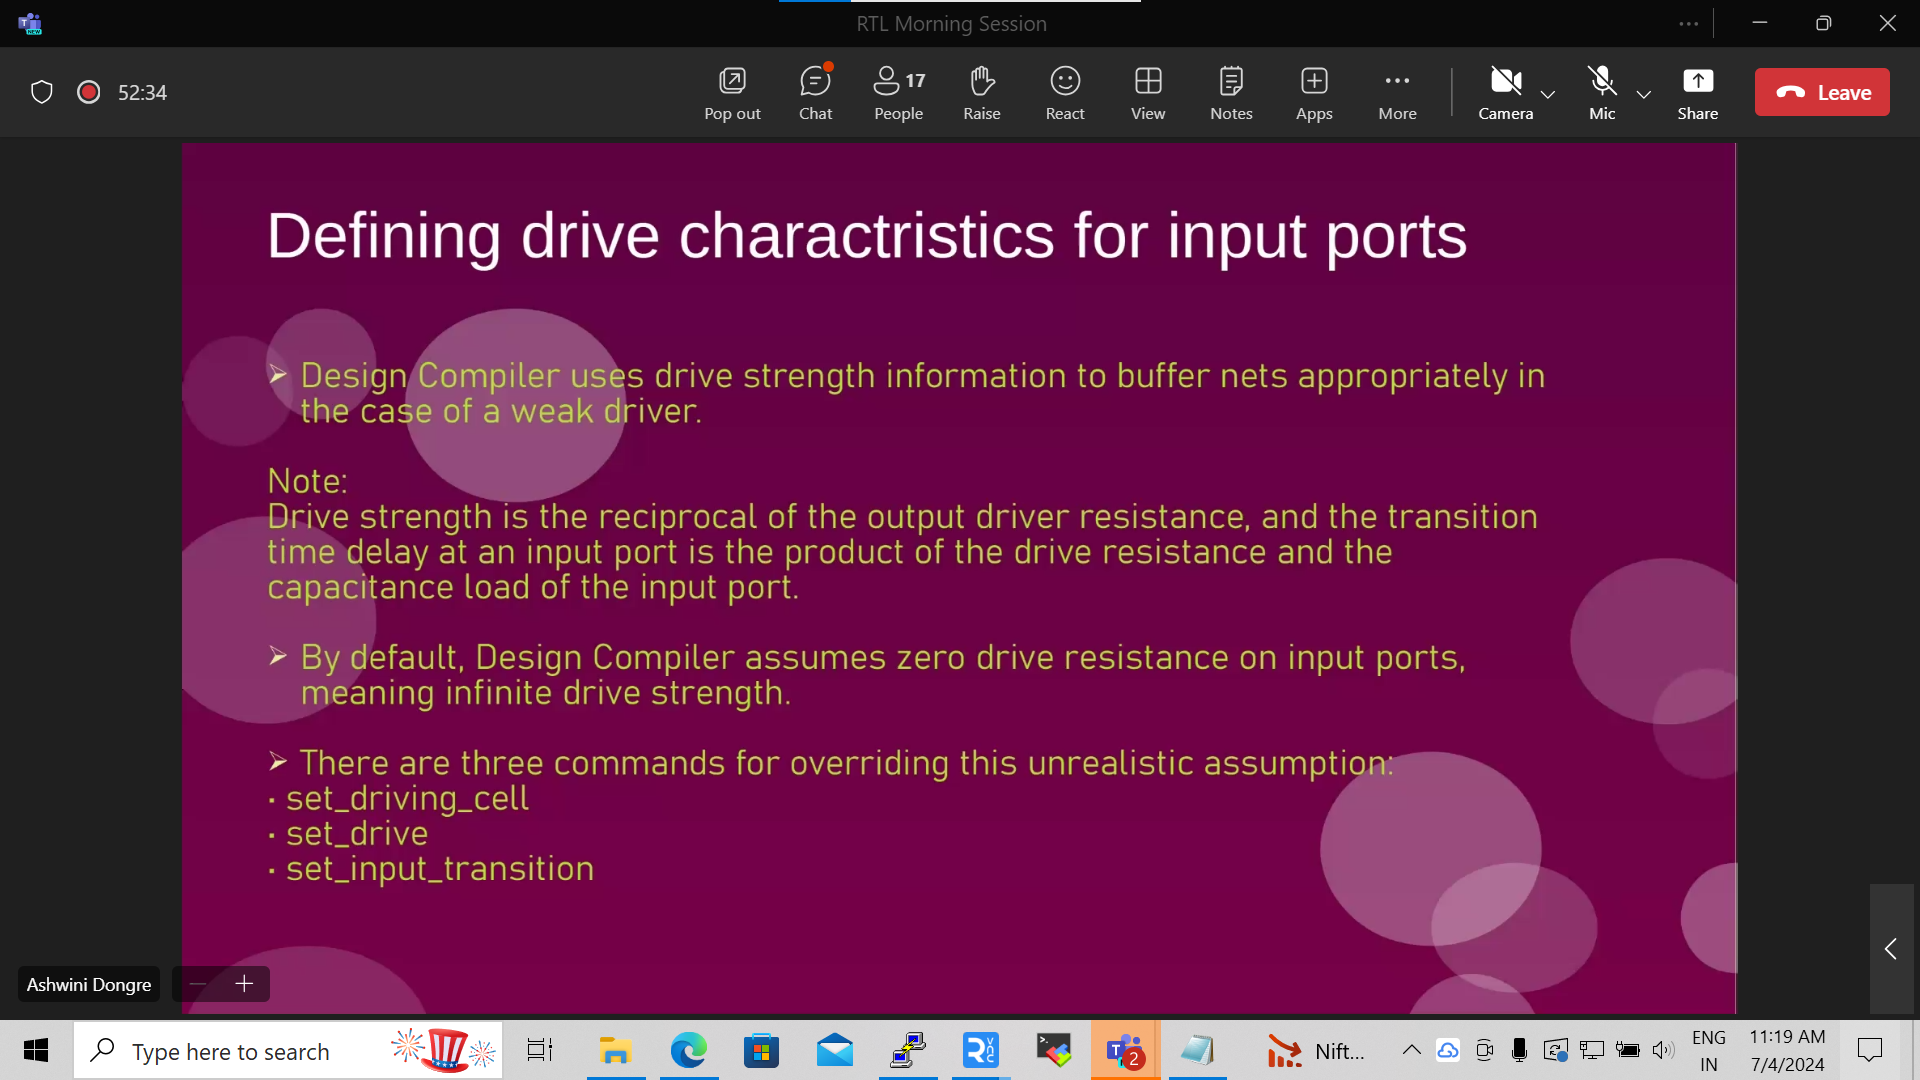 RTL Morning Session
52:34
Pop out
Chat
17
People
Raise
React
View
Notes
Apps
More
Camera
Mic
Share
Leave
Defining drive charactristics for input ports
➢ Design Compiler uses drive strength information to buffer nets appropriately in
the case of a weak driver.
Note:
Drive strength is the reciprocal of the output driver resistance, and the transition
time delay at an input port is the product of the drive resistance and the
capacitance load of the input port.
➢ By default, Design Compiler assumes zero drive resistance on input ports,
meaning infinite drive strength.
➢ There are three commands for overriding this unrealistic assumption:
· set_driving_cell
· set_drive
· set_input_transition
Ashwini Dongre
Type here to search
2
Nift...
ENG
IN
11:19 AM
7/4/2024